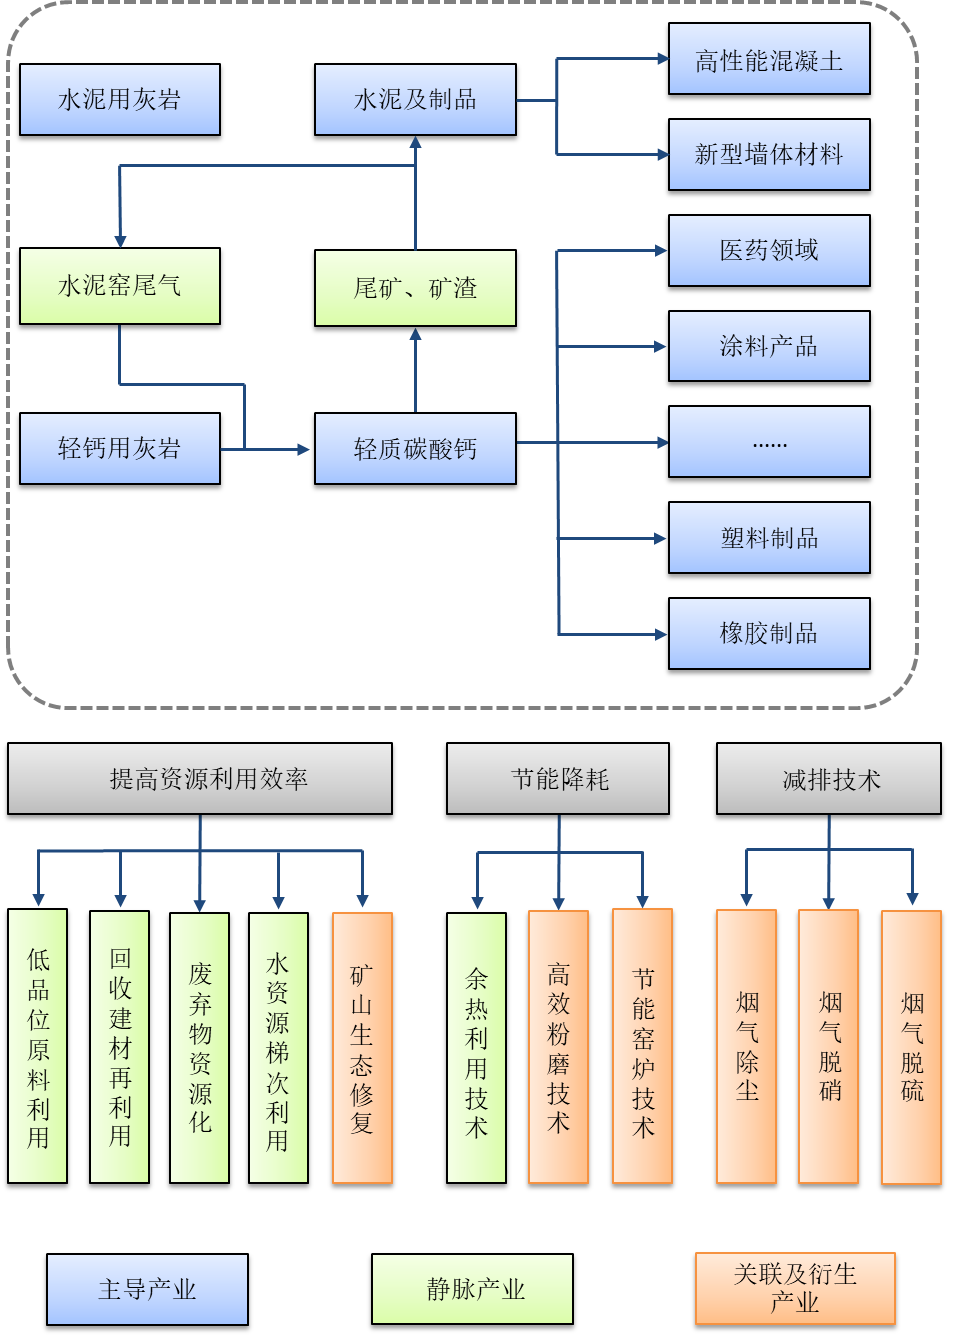 水泥用灰岩
水泥及制品
高性能混凝土
新型墙体材料
医药领域
水泥窑尾气
尾矿、矿渣
涂料产品
轻钙用灰岩
轻质碳酸钙
……
塑料制品
橡胶制品
提高资源利用效率
节能降耗
减排技术
低品位原料利用
回收建材再利用
废弃物资源化
水资源梯次利用
矿山生态修复
余热利用技术
高效粉磨技术
节能窑炉技术
烟气除尘
烟气脱硝
烟气脱硫
主导产业
静脉产业
关联及衍生
产业